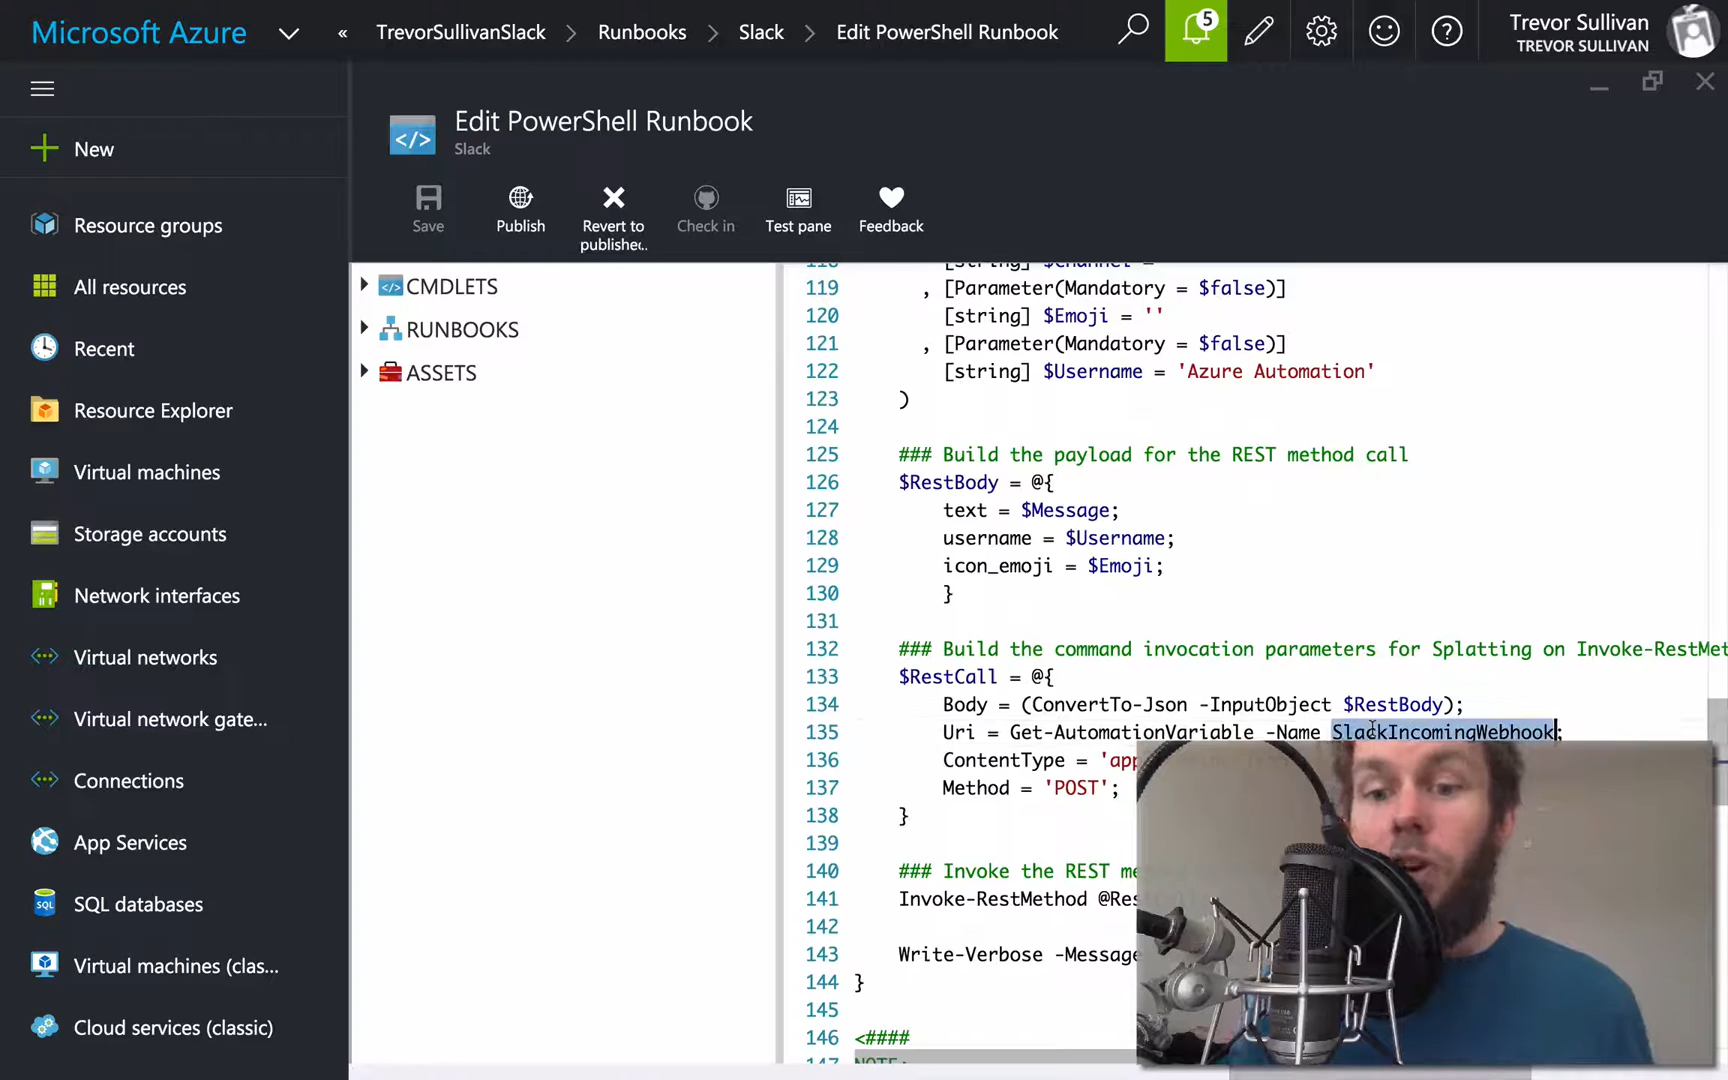 Microsoft Azure
«
TrevorSullivanSlack > Runbooks > Slack > Edit PowerShell Runbook
5
Trevor Sullivan
TREVOR SULLIVAN
New
Resource groups
All resources
Recent
Resource Explorer
Virtual machines
Storage accounts
Network interfaces
Virtual networks
Virtual network gate...
Connections
App Services
SQL databases
Virtual machines (clas...
Cloud services (classic)
Edit PowerShell Runbook
Slack
Save
Publish
Revert to
publishe..
Check in
Test pane
Feedback
CMDLETS
RUNBOOKS
ASSETS
118 [string] $Channel =
119 , [Parameter(Mandatory = $false)]
120 [string] $Emoji = ''
121 , [Parameter(Mandatory = $false)]
122 [string] $Username = 'Azure Automation'
123 )
124
125 ### Build the payload for the REST method call
126 $RestBody = @{
127 text = $Message;
128 username = $Username;
129 icon_emoji = $Emoji;
130 }
131
132 ### Build the command invocation parameters for Splatting on Invoke-RestMet
133 $RestCall = @{
134 Body = (ConvertTo-Json -InputObject $RestBody);
135 Uri = Get-AutomationVariable -Name SlackIncomingWebhook;
136 ContentType = 'app
137 Method = 'POST';
138 }
139
140 ### Invoke the REST me
141 Invoke-RestMethod @Res
142
143 Write-Verbose -Message
144 }
145
146 <####
147 NOTE: